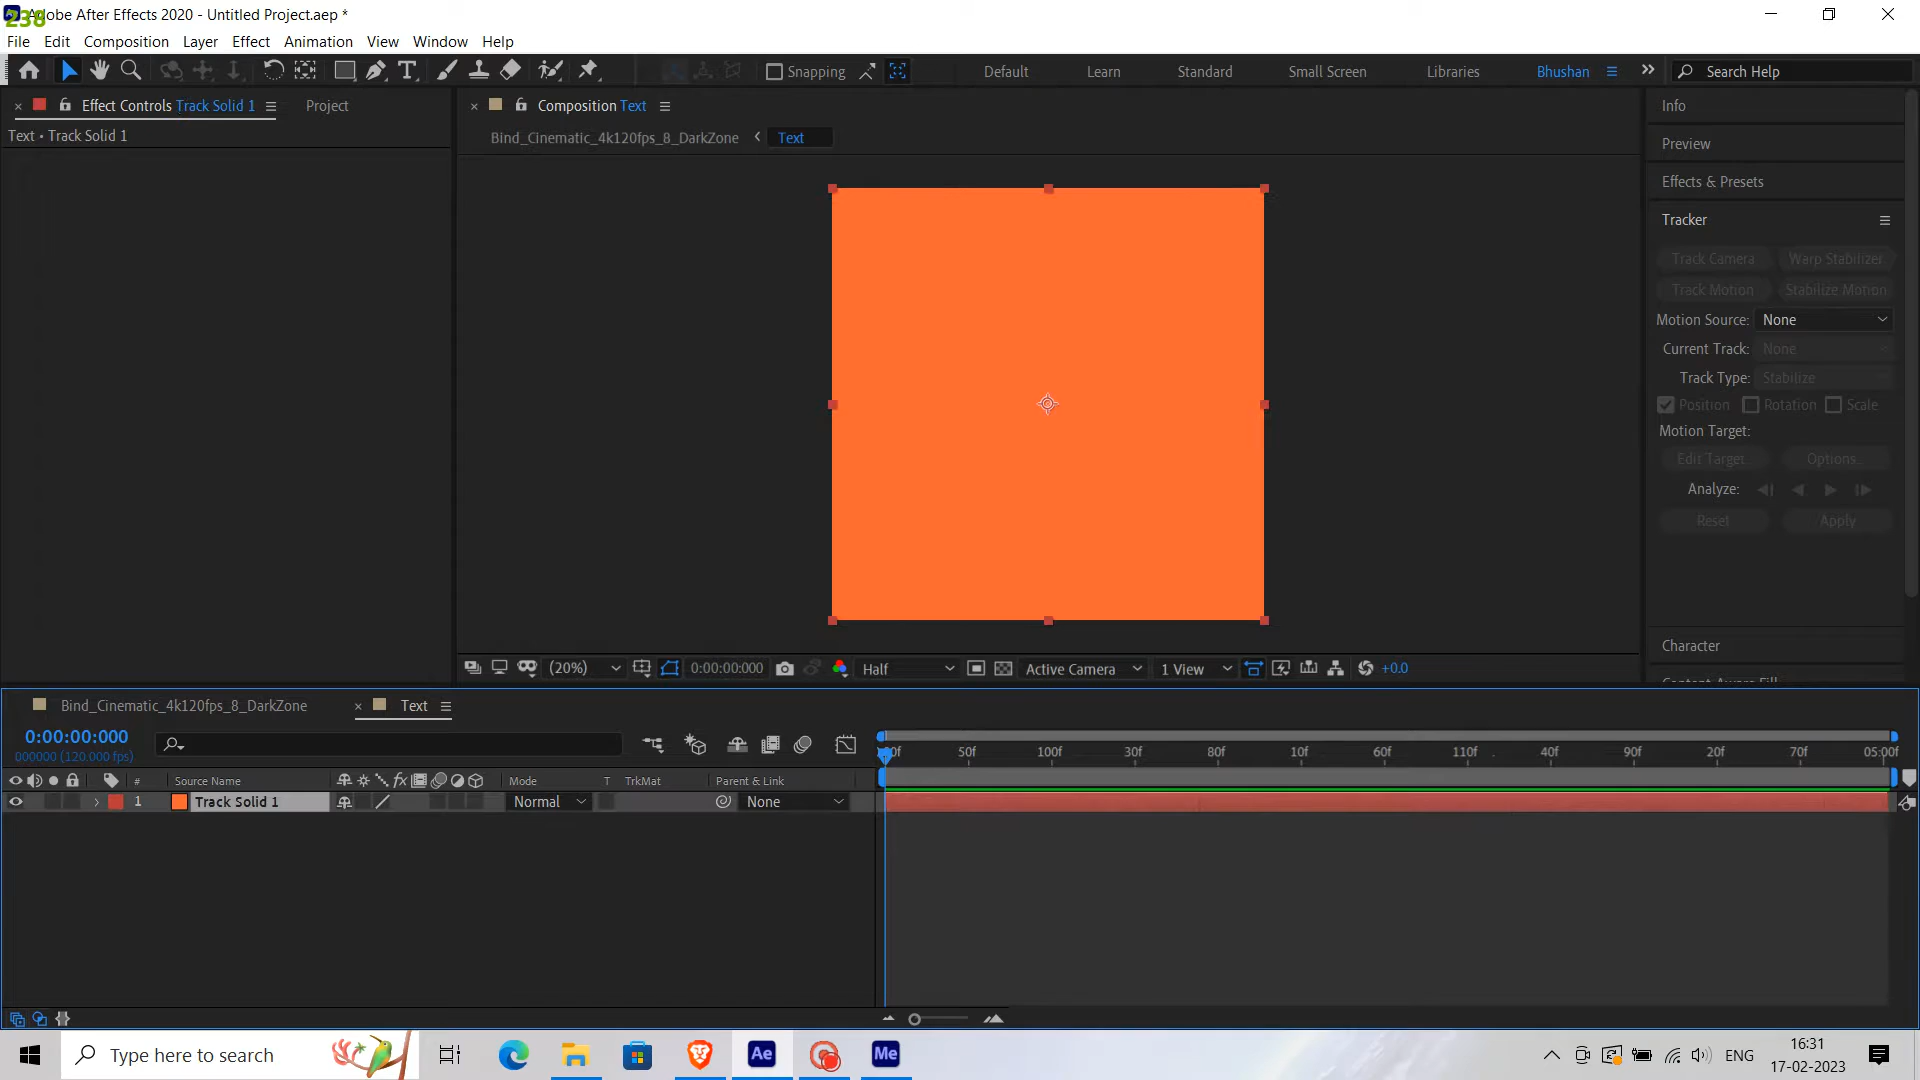 238
Adobe After Effects 2020 - Untitled Project.aep *
File Edit Composition Layer Effect Animation View Window Help
Snapping Default Learn Standard Small Screen Libraries Bhushan Search Help
Effect Controls Track Solid 1 Project
Text • Track Solid 1
Composition Text
Bind_Cinematic_4k120fps_8_DarkZone Text
Info
Preview
Effects & Presets
Tracker
Track Camera Warp Stabilizer
Track Motion Stabilize Motion
Motion Source: None
Current Track: None
Track Type: Stabilize
Position Rotation Scale
Motion Target:
Edit Target... Options...
Analyze:
Reset Apply
Character
(20%) 0:00:00:000 Half Active Camera 1 View +0.0
Bind_Cinematic_4k120fps_8_DarkZone Text
0:00:00:000
000000 (120.000 fps)
50f 100f 30f 80f 10f 60f 110f 40f 90f 20f 70f 05:00f
# Source Name Mode T TrkMat Parent & Link
1 Track Solid 1 Normal None
Type here to search
Ae Me
ENG
16:31
17-02-2023